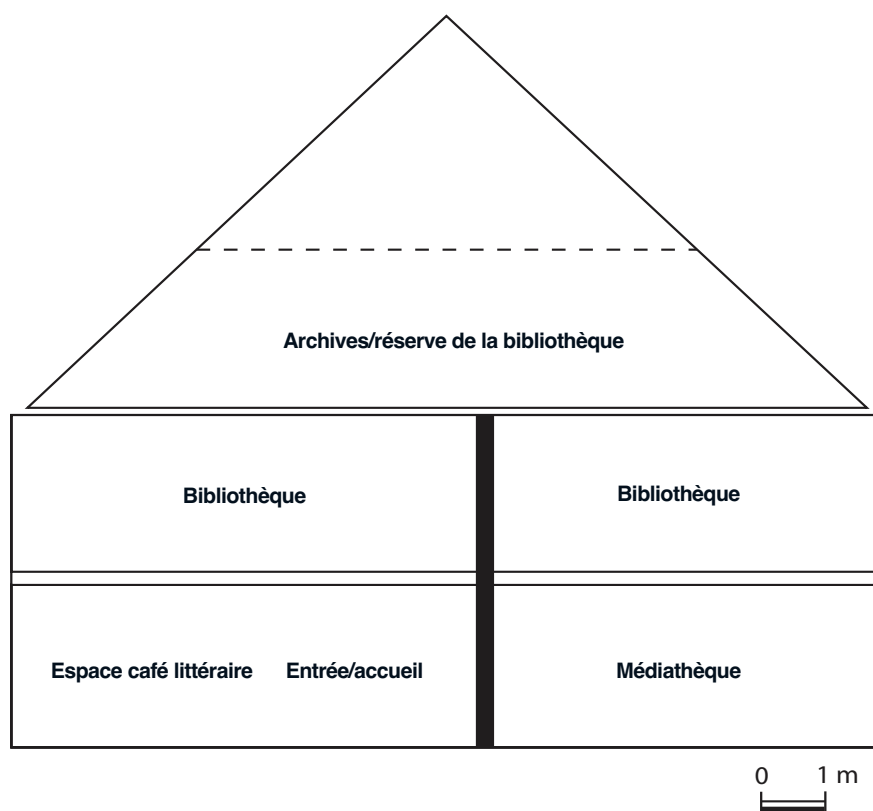 Archives/réserve de la bibliothèque
Bibliothèque Bibliothèque
Espace café littéraire Entrée/accueil Médiathèque
0 1 m